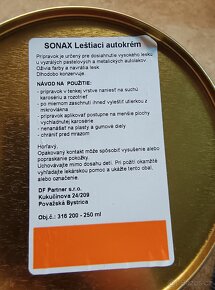 SONAX Leštiaci autokrém
Prípravok je určený pre dosiahnutie vysokého lesku
u vyzratých pastelových a metalických autolakov.
Oživia farby a navrátia lesk.
Dlhodobo konzervuje.
NÁVOD NA POUŽITIE:
- prípravok v tenkej vrstve naniesť na suchú
karosériu a rozotrieť
- po miernom zaschnutí ihneď vyleštiť utierkou z
mikrovlákna
- prípravok aplikovať postupne na menšie plochy
vychladnutej karosérie
- nenanášať na plasty a gumové diely
- chrániť pred mrazom
Horľavý.
Opakovaný kontakt môže spôsobiť vysušenie alebo
popraskanie pokožky.
Uchovávajte mimo dosahu detí. Pri požití okamžite
vyhľadajte lekársku pomoc a ukážte tento obal,
alebo označenie.
DF Partner s.r.o.
Kukučínova 24/209
Považská Bystrica
Obj.č.: 316 200 - 250 ml